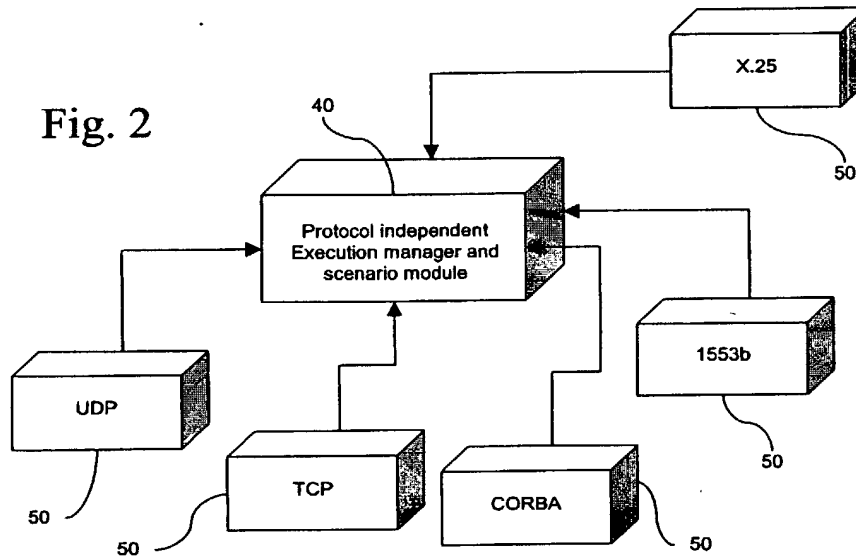 X.25
50
Fig. 2
40
Protocol independent
Execution manager and
scenario module
1553b
50
UDP
50
TCP
50
CORBA
50